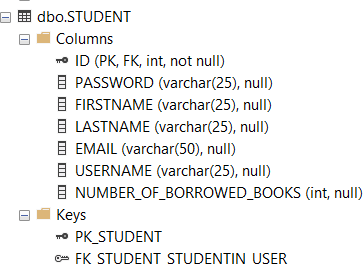 dbo.STUDENT
Columns
ID (PK, FK, int, not null)
PASSWORD (varchar(25), null)
FIRSTNAME (varchar(25), null)
LASTNAME (varchar(25), null)
EMAIL (varchar(50), null)
USERNAME (varchar(25), null)
NUMBER_OF_BORROWED_BOOKS (int, null)
Keys
PK_STUDENT
FK_STUDENT_STUDENTIN_USER